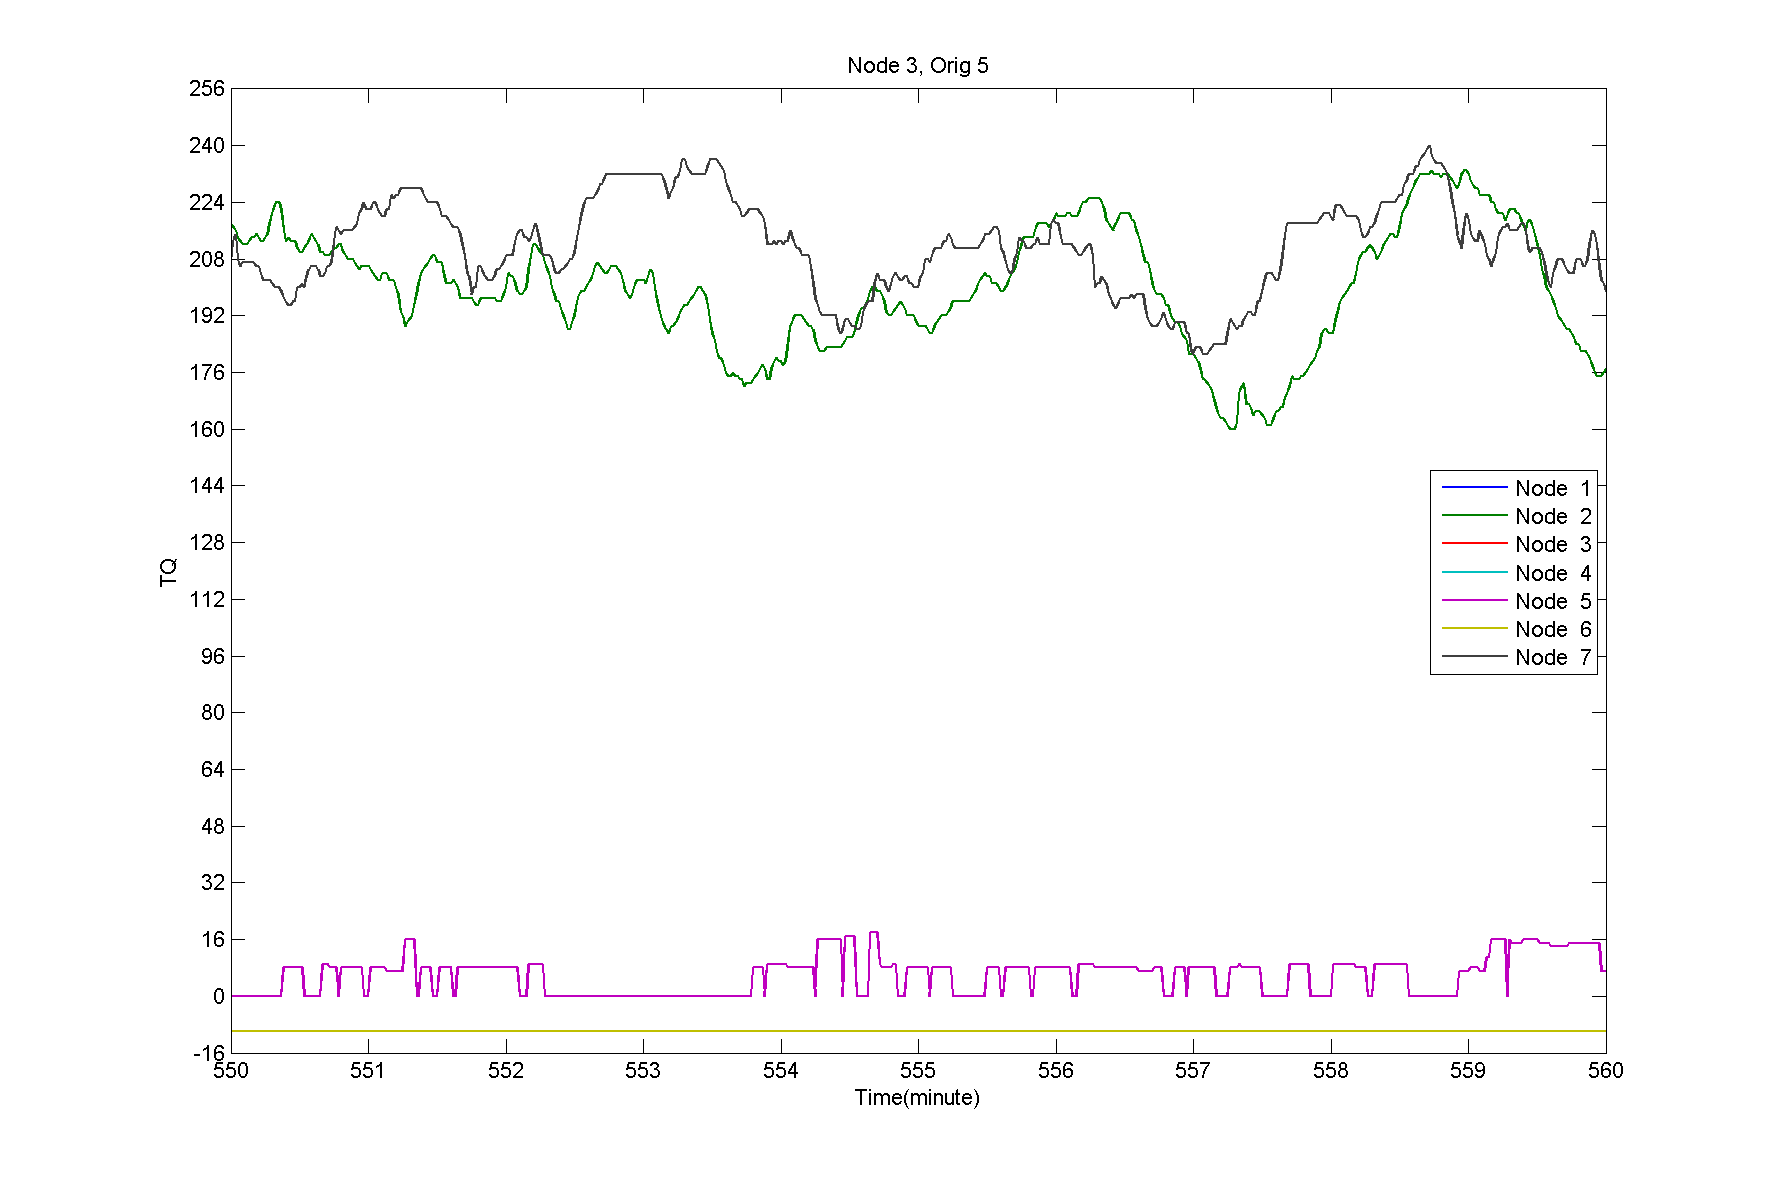 Node 3, Orig 5
256
240
224
208
192
176
160
144
128
112
96
80
64
48
32
16
0
-16
TQ
Node 1
Node 2
Node 3
Node 4
Node 5
Node 6
Node 7
550 551 552 553 554 555 556 557 558 559 560
Time(minute)